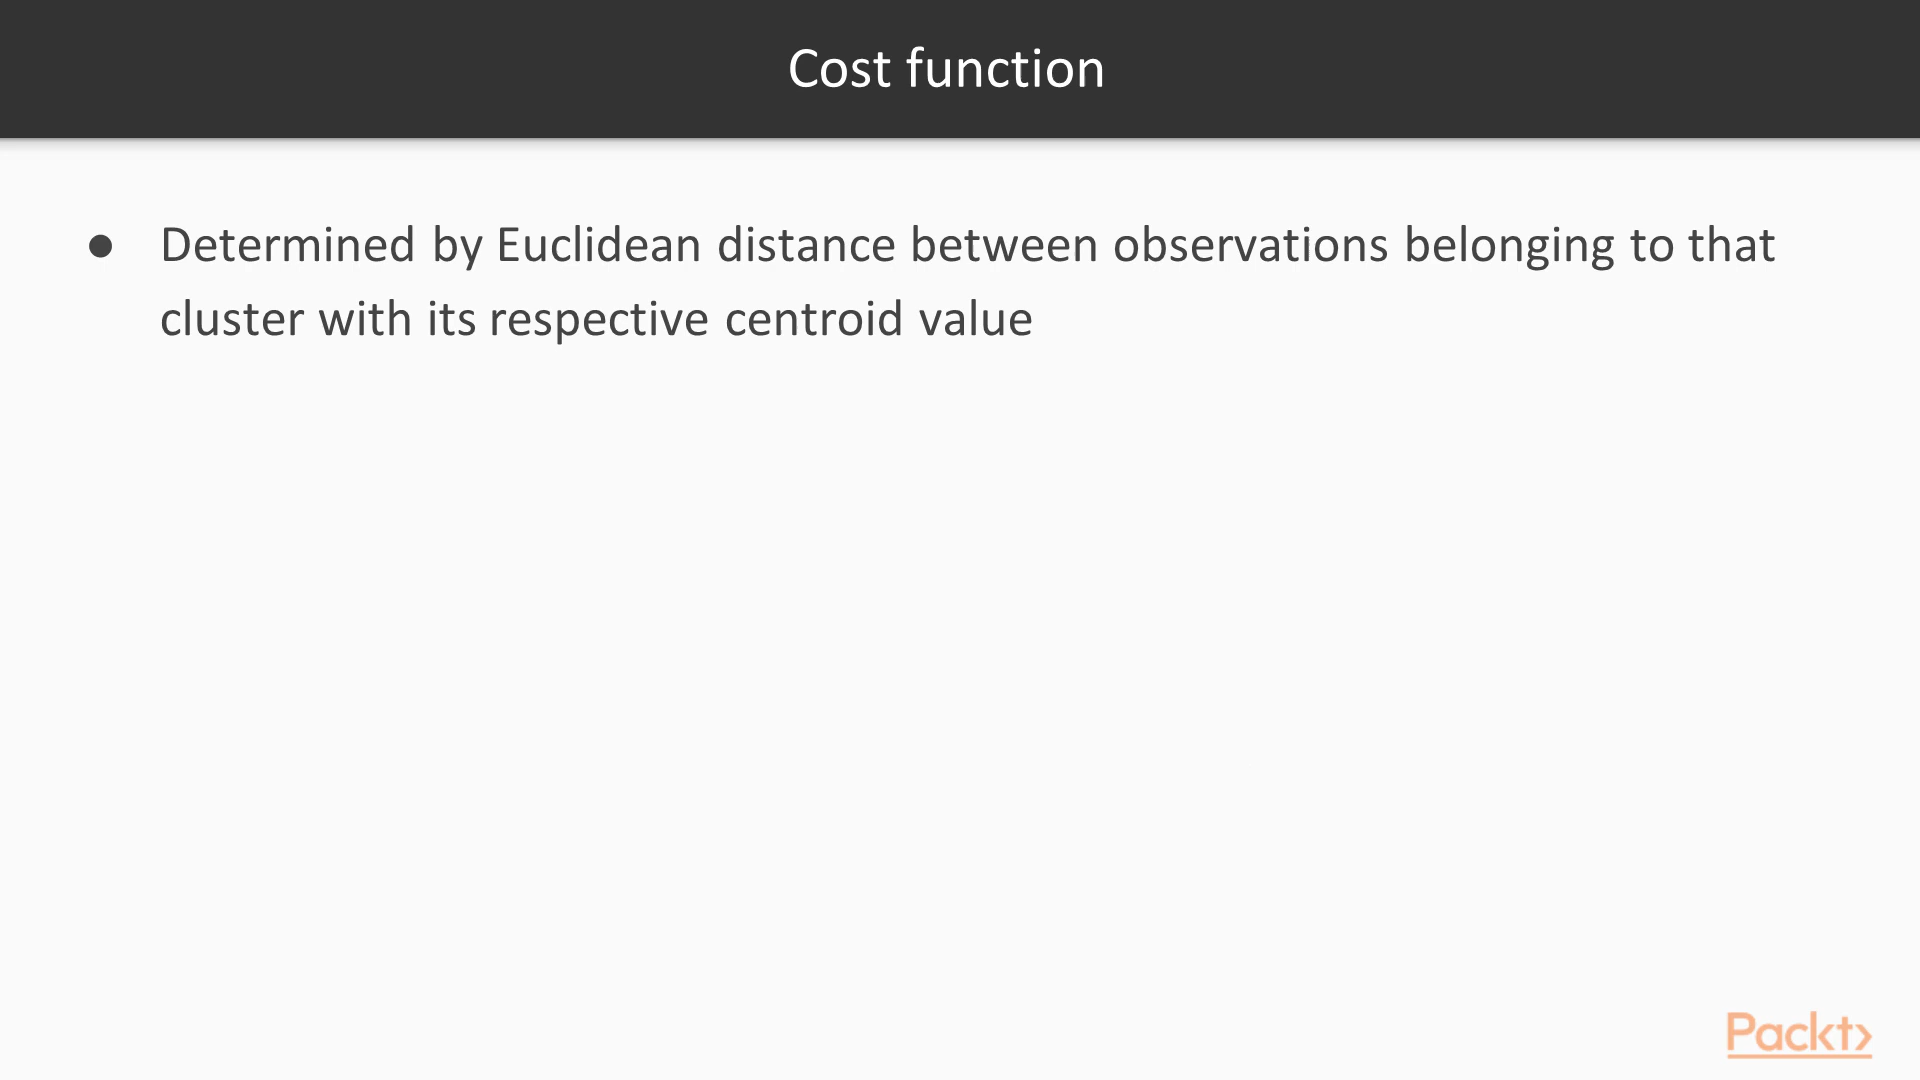 Cost function
● Determined by Euclidean distance between observations belonging to that
cluster with its respective centroid value
Packt>